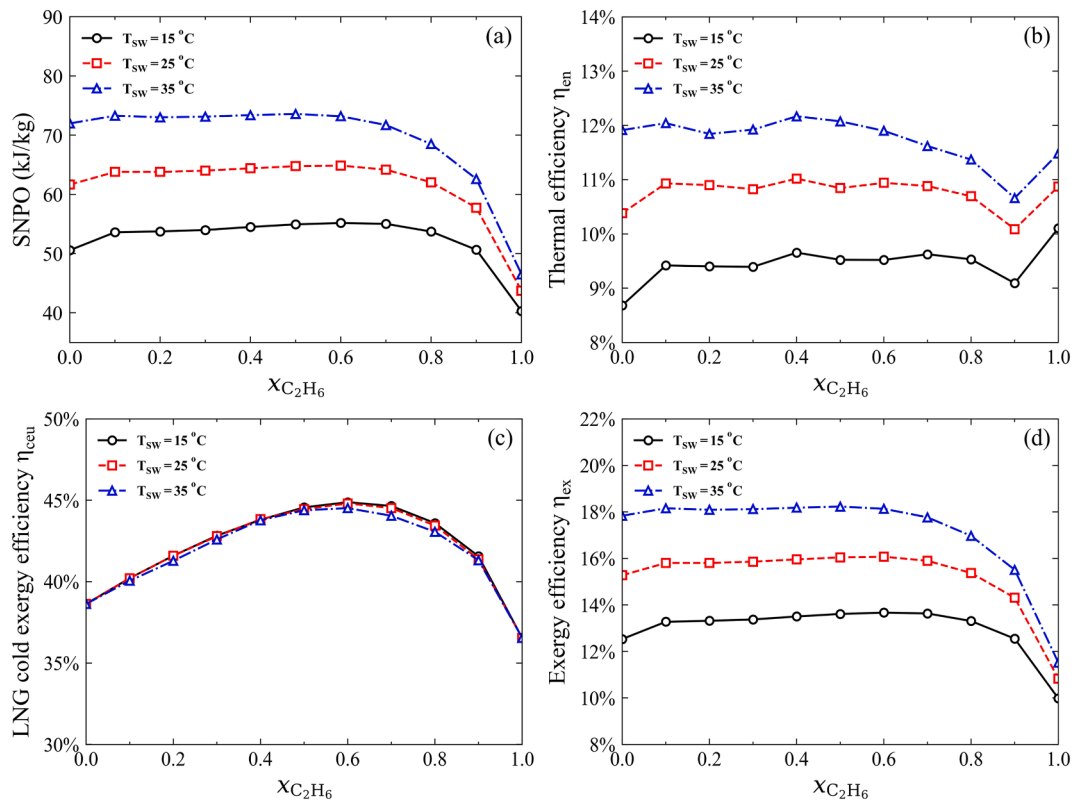 (a)
T_SW = 15 °C
T_SW = 25 °C
T_SW = 35 °C
SNPO (kJ/kg)
90
80
70
60
50
40
0.0 0.2 0.4 0.6 0.8 1.0
x_C₂H₆
(b)
T_SW = 15 °C
T_SW = 25 °C
T_SW = 35 °C
Thermal efficiency η_en
14%
13%
12%
11%
10%
9%
8%
0.0 0.2 0.4 0.6 0.8 1.0
x_C₂H₆
(c)
T_SW = 15 °C
T_SW = 25 °C
T_SW = 35 °C
LNG cold exergy efficiency η_ceu
50%
45%
40%
35%
30%
0.0 0.2 0.4 0.6 0.8 1.0
x_C₂H₆
(d)
T_SW = 15 °C
T_SW = 25 °C
T_SW = 35 °C
Exergy efficiency η_ex
22%
20%
18%
16%
14%
12%
10%
8%
0.0 0.2 0.4 0.6 0.8 1.0
x_C₂H₆